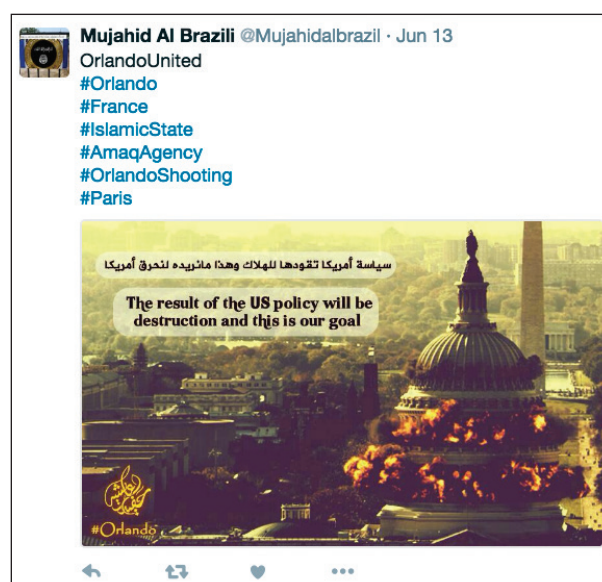 Mujahid Al Brazili @Mujahidalbrazil · Jun 13
OrlandoUnited
#Orlando
#France
#IslamicState
#AmaqAgency
#OrlandoShooting
#Paris
سياسة أمريكا تقودها للهلاك وهذا مانريده لنحرق أمريكا
The result of the US policy will be
destruction and this is our goal
#Orlando